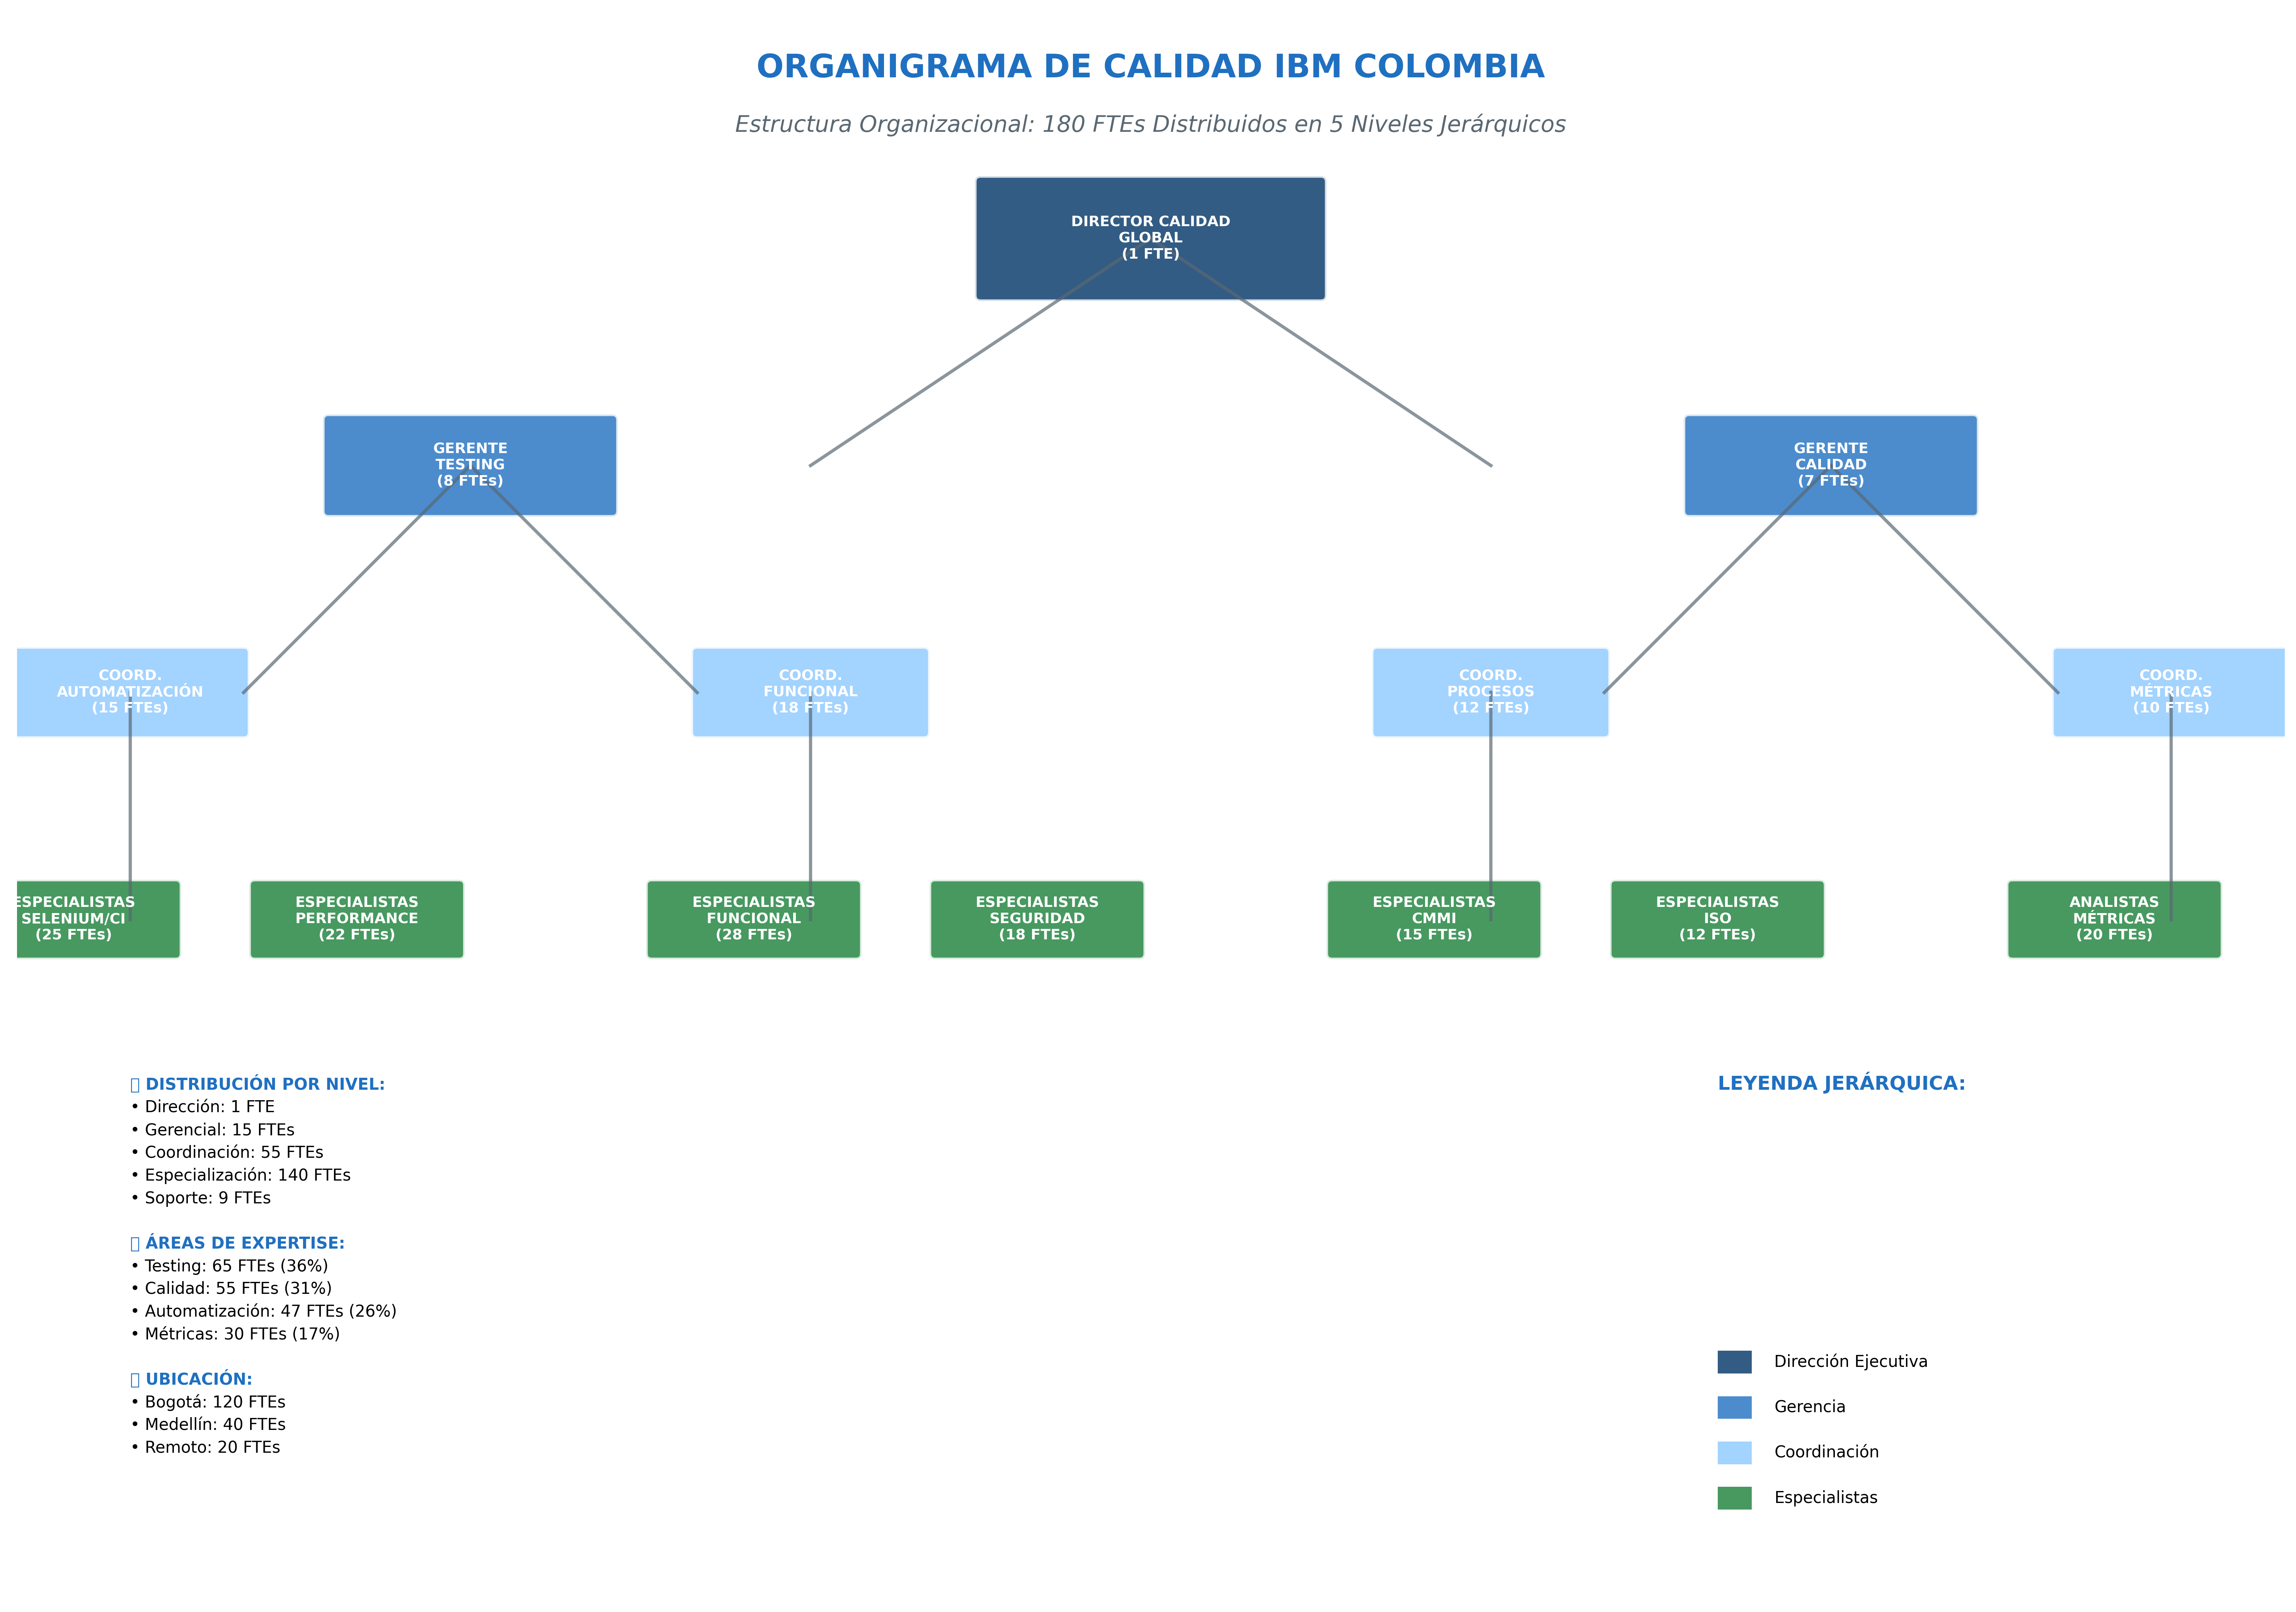 ORGANIGRAMA DE CALIDAD IBM COLOMBIA
Estructura Organizacional: 180 FTEs Distribuidos en 5 Niveles Jerárquicos
DIRECTOR CALIDAD
GLOBAL
(1 FTE)
GERENTE
TESTING
(8 FTEs)
GERENTE
CALIDAD
(7 FTEs)
COORD.
AUTOMATIZACIÓN
(15 FTEs)
COORD.
FUNCIONAL
(18 FTEs)
COORD.
PROCESOS
(12 FTEs)
COORD.
MÉTRICAS
(10 FTEs)
ESPECIALISTAS
SELENIUM/CI
(25 FTEs)
ESPECIALISTAS
PERFORMANCE
(22 FTEs)
ESPECIALISTAS
FUNCIONAL
(28 FTEs)
ESPECIALISTAS
SEGURIDAD
(18 FTEs)
ESPECIALISTAS
CMMI
(15 FTEs)
ESPECIALISTAS
ISO
(12 FTEs)
ANALISTAS
MÉTRICAS
(20 FTEs)
DISTRIBUCIÓN POR NIVEL:
• Dirección: 1 FTE
• Gerencial: 15 FTEs
• Coordinación: 55 FTEs
• Especialización: 140 FTEs
• Soporte: 9 FTEs
ÁREAS DE EXPERTISE:
• Testing: 65 FTEs (36%)
• Calidad: 55 FTEs (31%)
• Automatización: 47 FTEs (26%)
• Métricas: 30 FTEs (17%)
UBICACIÓN:
• Bogotá: 120 FTEs
• Medellín: 40 FTEs
• Remoto: 20 FTEs
LEYENDA JERÁRQUICA:
Dirección Ejecutiva
Gerencia
Coordinación
Especialistas